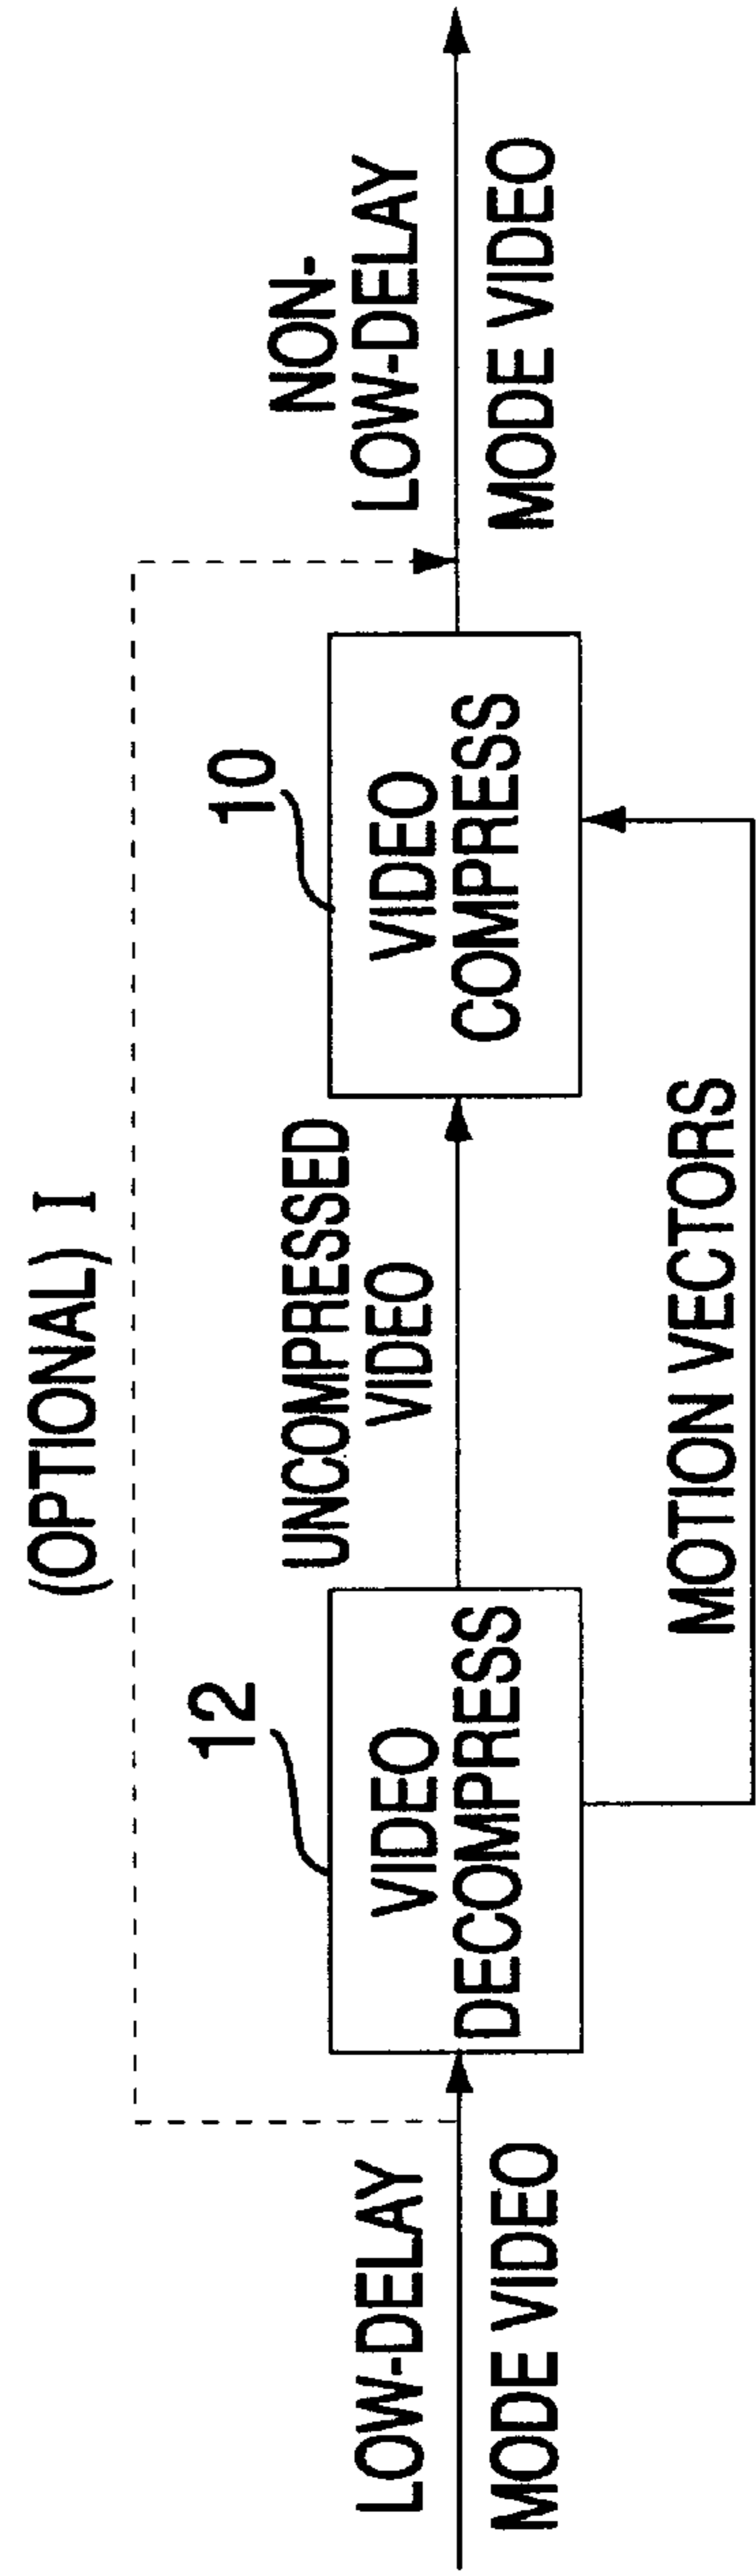 (OPTIONAL) I
LOW-DELAY
MODE VIDEO
12
VIDEO
DECOMPRESS
UNCOMPRESSED
VIDEO
MOTION VECTORS
10
VIDEO
COMPRESS
NON-
LOW-DELAY
MODE VIDEO